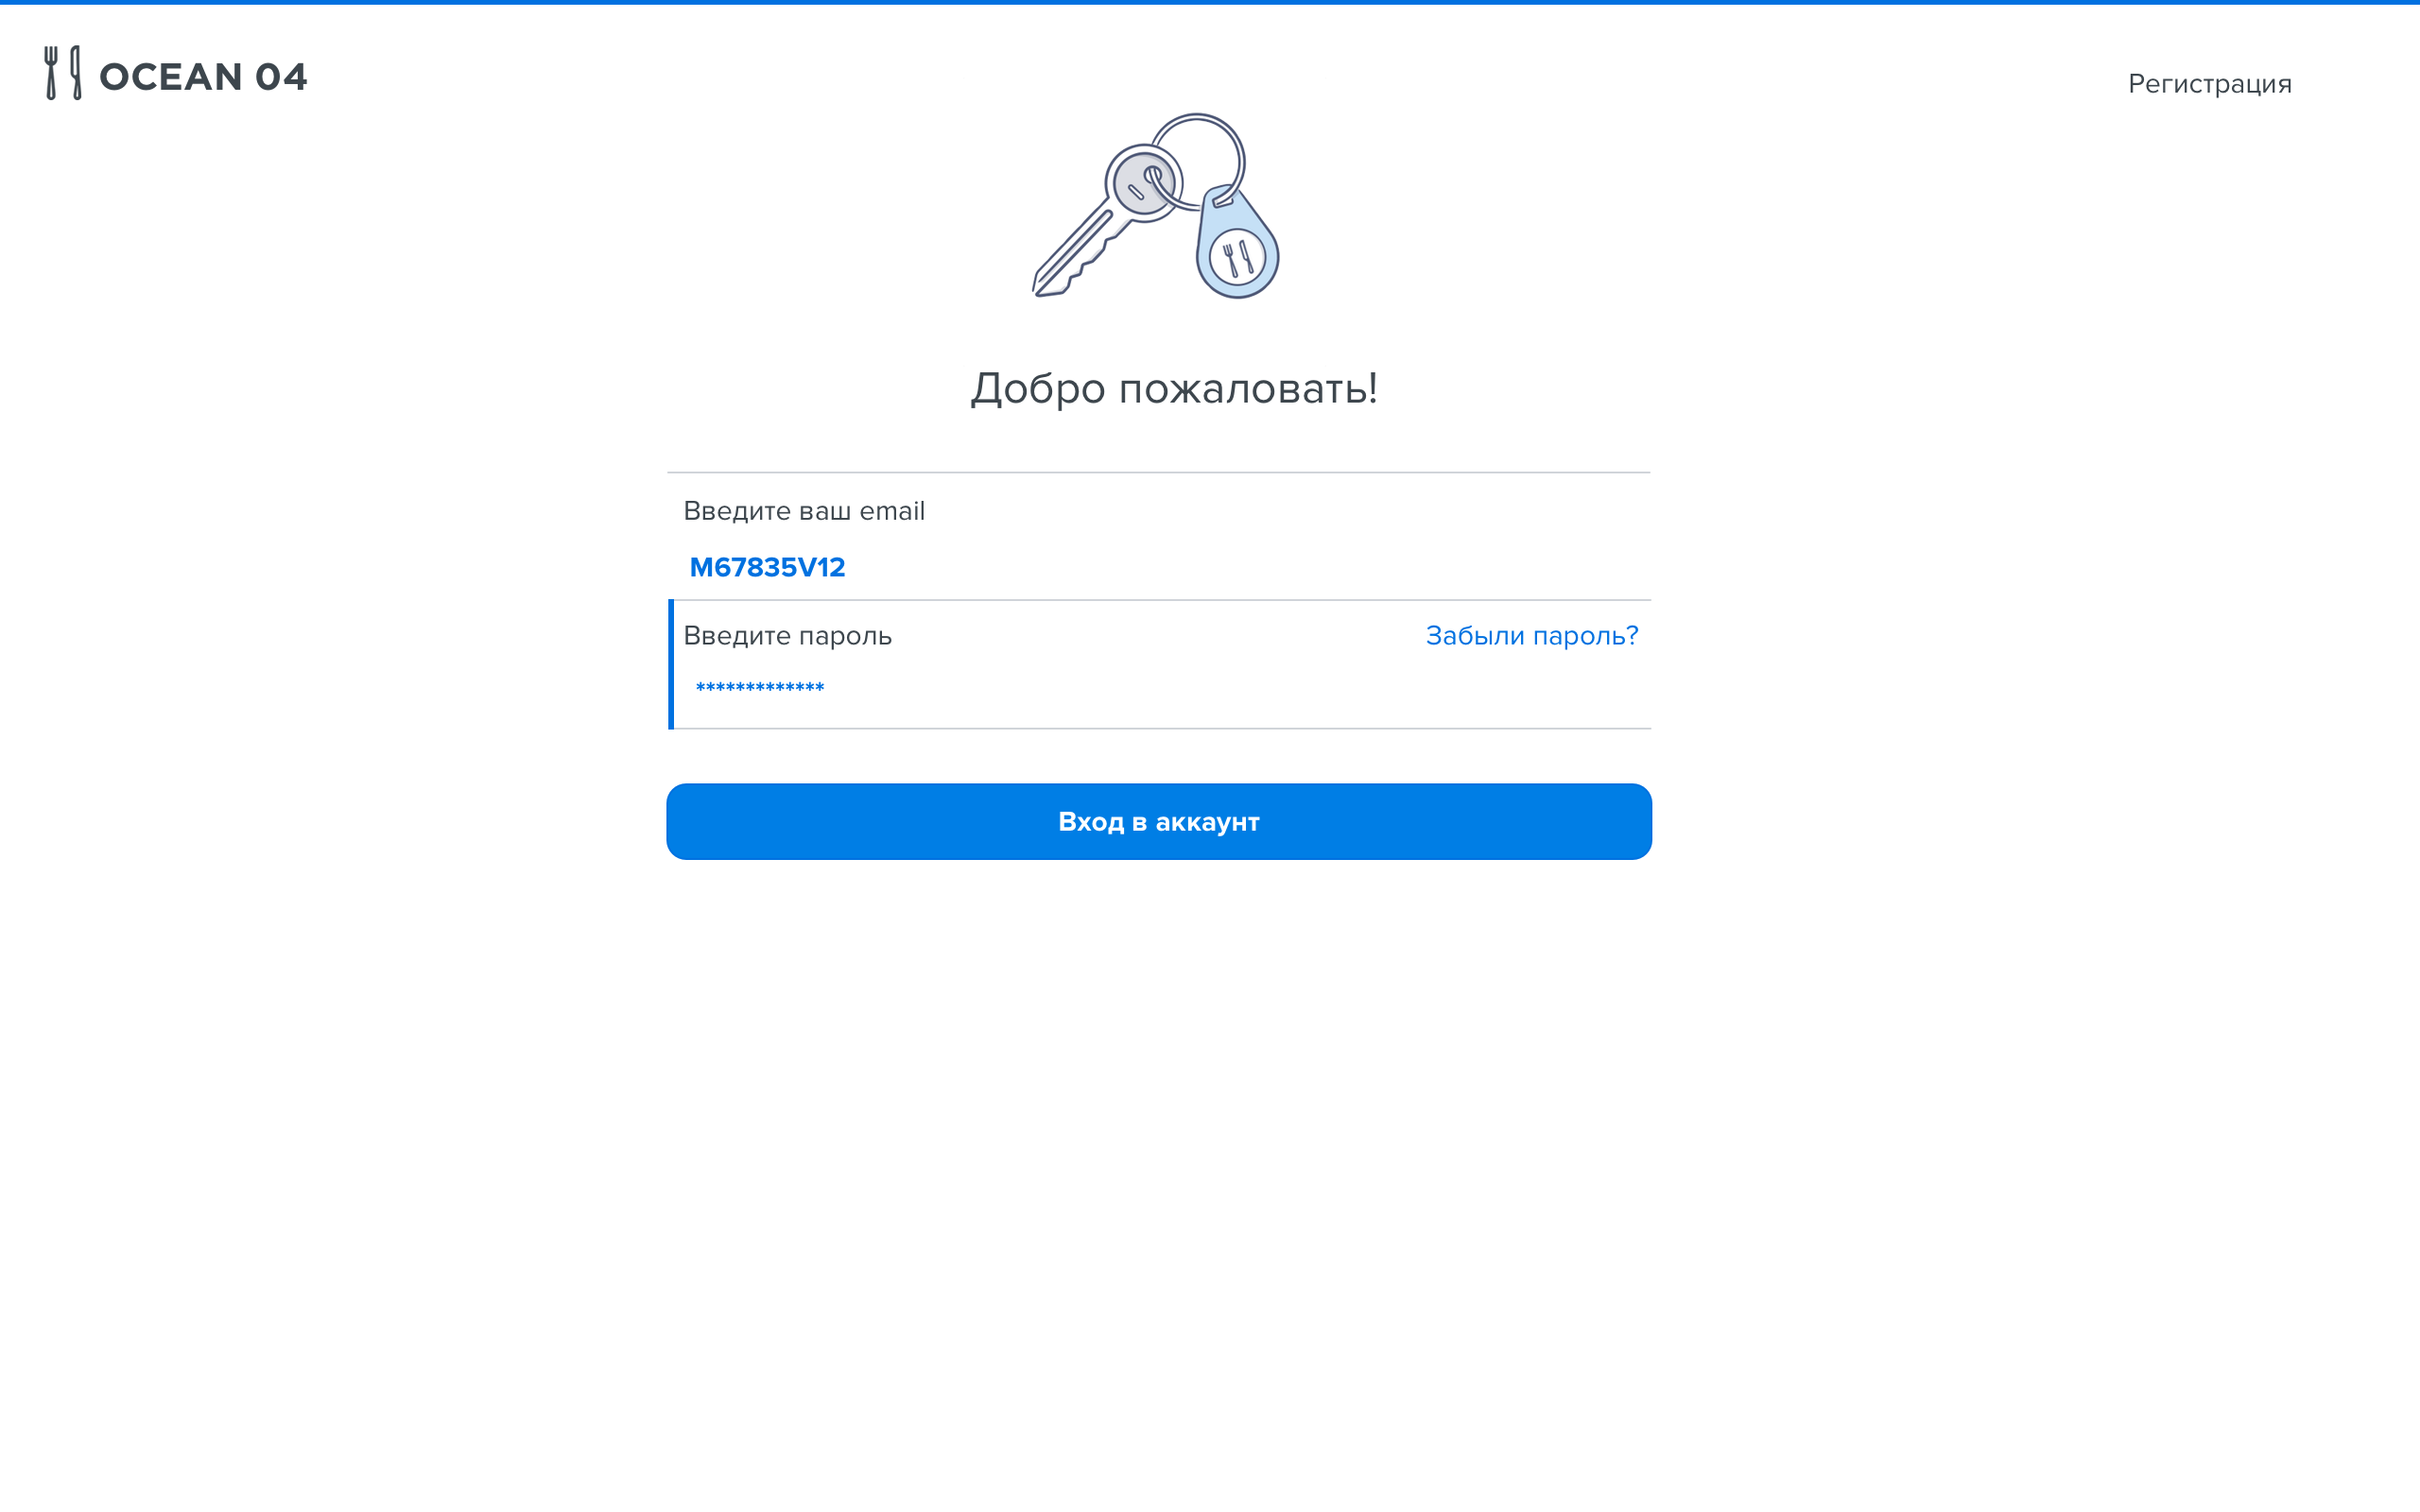 OCEAN 04
Регистрация
Добро пожаловать!
Введите ваш email
M67835V12
Введите пароль
Забыли пароль?
*************
Вход в аккаунт